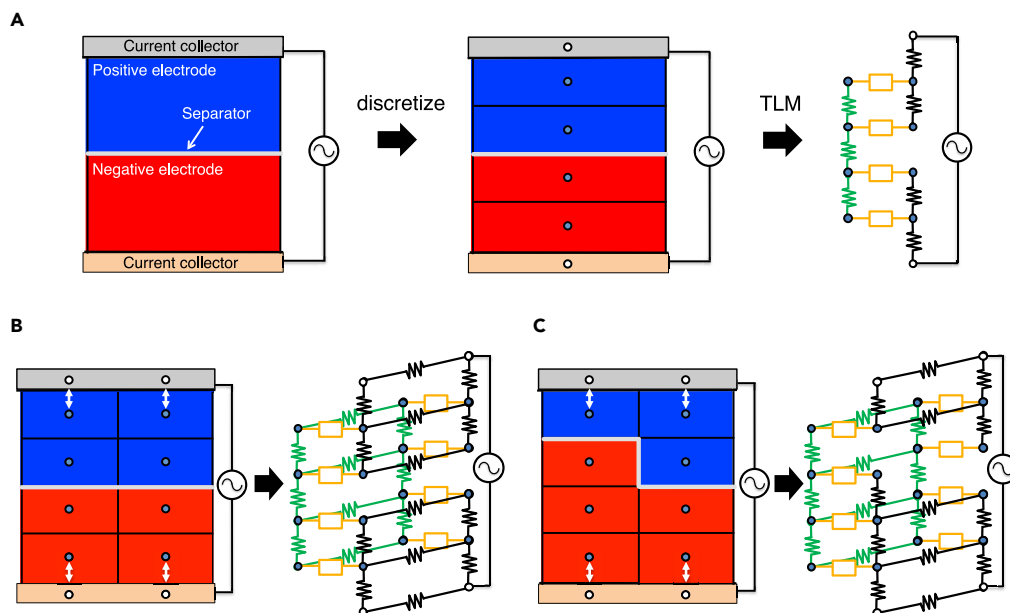 A
Current collector
Positive electrode
Separator
Negative electrode
Current collector
discretize
TLM
B
C